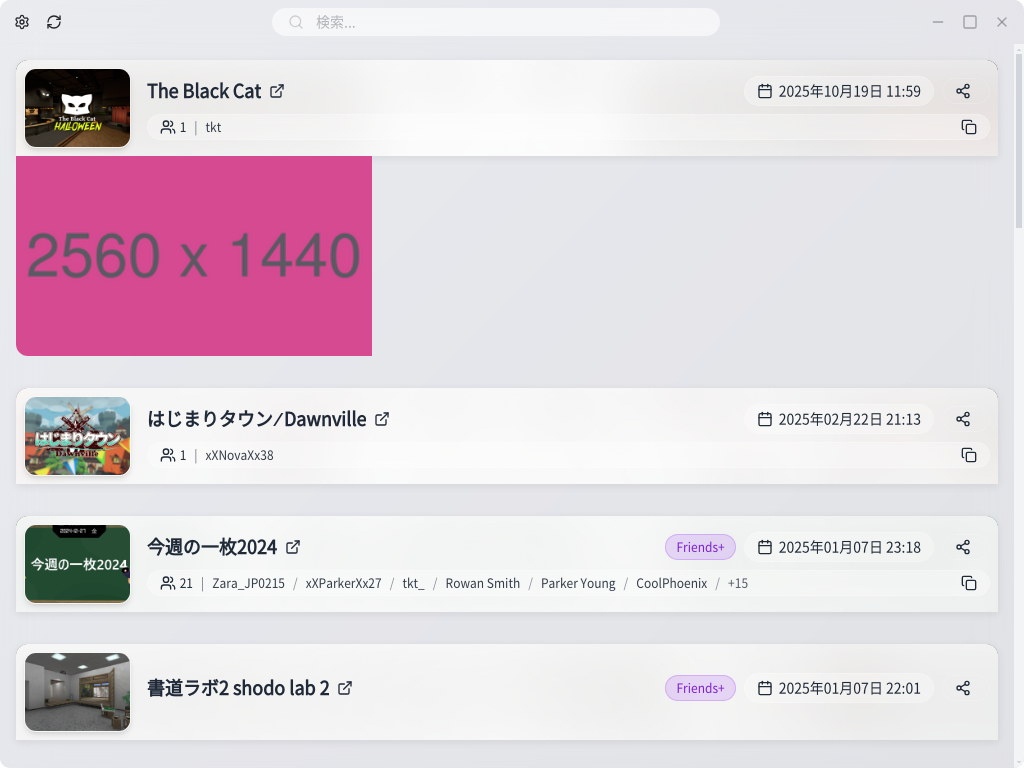 検索...
The Black Cat
2025年10月19日 11:59
The Black Cat
HALLOWEEN
1 | tkt
2560 x 1440
はじまりタウン/Dawnville
2025年02月22日 21:13
はじまりタウン
Dawnville
1 | xXNovaXx38
今週の一枚2024
Friends+
2025年01月07日 23:18
今週の一枚2024
21 | Zara_JP0215 / xXParkerXx27 / tkt_ / Rowan Smith / Parker Young / CoolPhoenix / +15
書道ラボ2 shodo lab 2
Friends+
2025年01月07日 22:01